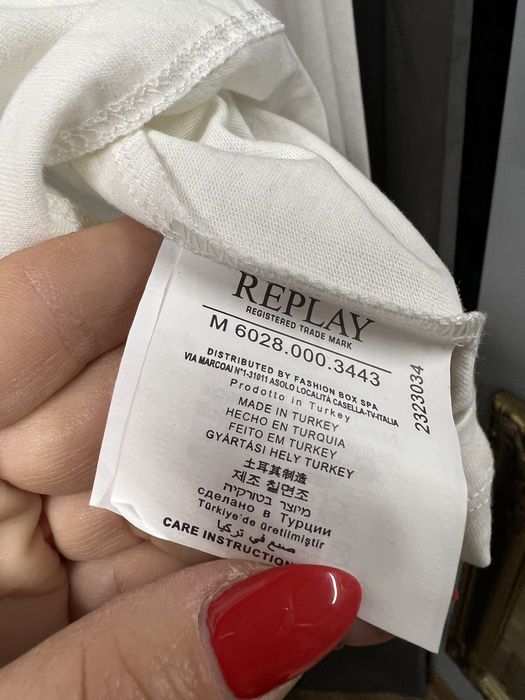 REPLAY
REGISTERED TRADE MARK
M 6028.000.3443
DISTRIBUTED BY FASHION BOX SPA
VIA MARCOAI N°1-31011 ASOLO LOCALITÀ CASELLA-TV-ITALIA
Prodotto in Turkey
MADE IN TURKEY
HECHO EN TURQUIA
FEITO EM TURKEY
GYÁRTÁSI HELY TURKEY
土耳其制造
제조 칠면조
מיוצר בטורקיה
сделано в Турции
Türkiye'de üretilmiştir
صنع في تركيا
CARE INSTRUCTION
2323034